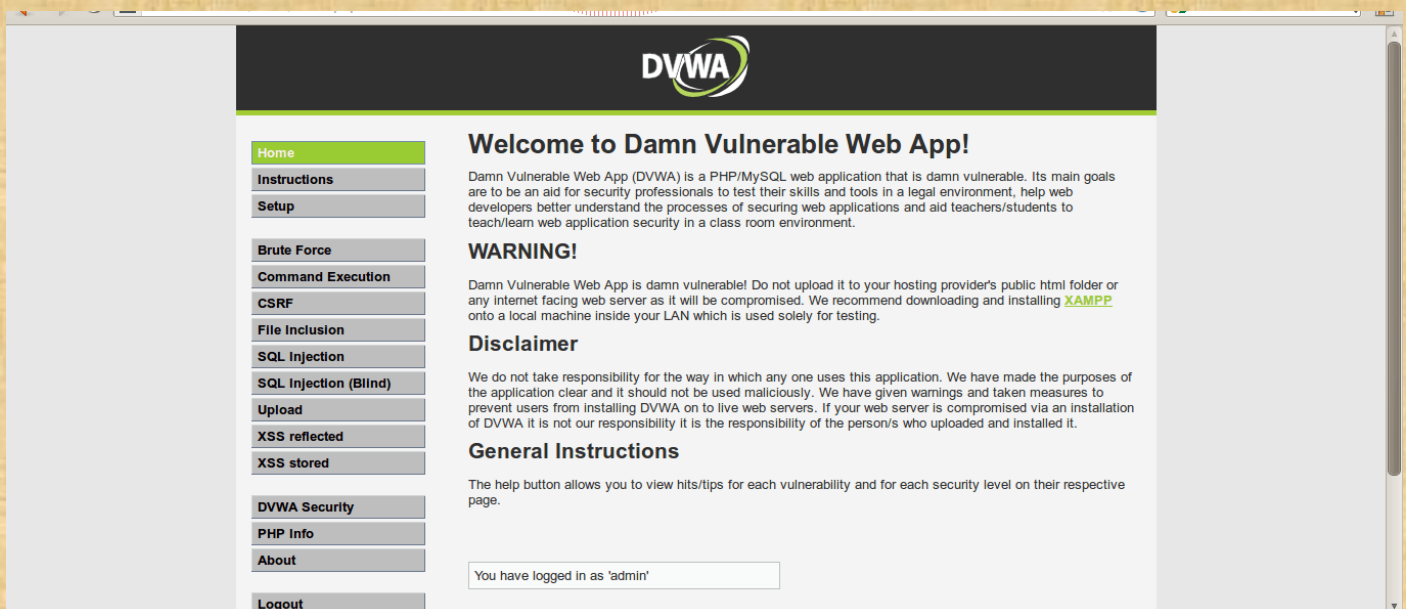 DVWA
Home
Instructions
Setup
Brute Force
Command Execution
CSRF
File Inclusion
SQL Injection
SQL Injection (Blind)
Upload
XSS reflected
XSS stored
DVWA Security
PHP Info
About
Logout
Welcome to Damn Vulnerable Web App!
Damn Vulnerable Web App (DVWA) is a PHP/MySQL web application that is damn vulnerable. Its main goals
are to be an aid for security professionals to test their skills and tools in a legal environment, help web
developers better understand the processes of securing web applications and aid teachers/students to
teach/learn web application security in a class room environment.
WARNING!
Damn Vulnerable Web App is damn vulnerable! Do not upload it to your hosting provider's public html folder or
any internet facing web server as it will be compromised. We recommend downloading and installing XAMPP
onto a local machine inside your LAN which is used solely for testing.
Disclaimer
We do not take responsibility for the way in which any one uses this application. We have made the purposes of
the application clear and it should not be used maliciously. We have given warnings and taken measures to
prevent users from installing DVWA on to live web servers. If your web server is compromised via an installation
of DVWA it is not our responsibility it is the responsibility of the person/s who uploaded and installed it.
General Instructions
The help button allows you to view hits/tips for each vulnerability and for each security level on their respective
page.
You have logged in as 'admin'